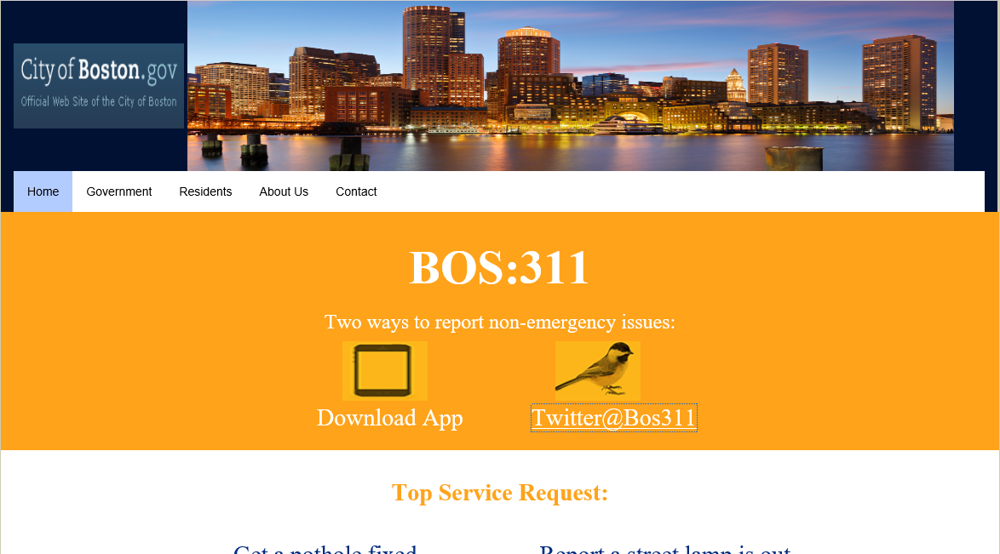 City of Boston.gov
Official Web Site of the City of Boston
Home Government Residents About Us Contact
BOS:311
Two ways to report non-emergency issues:
Download App Twitter@Bos311
Top Service Request:
Get a pothole fixed Report a street lamp is out